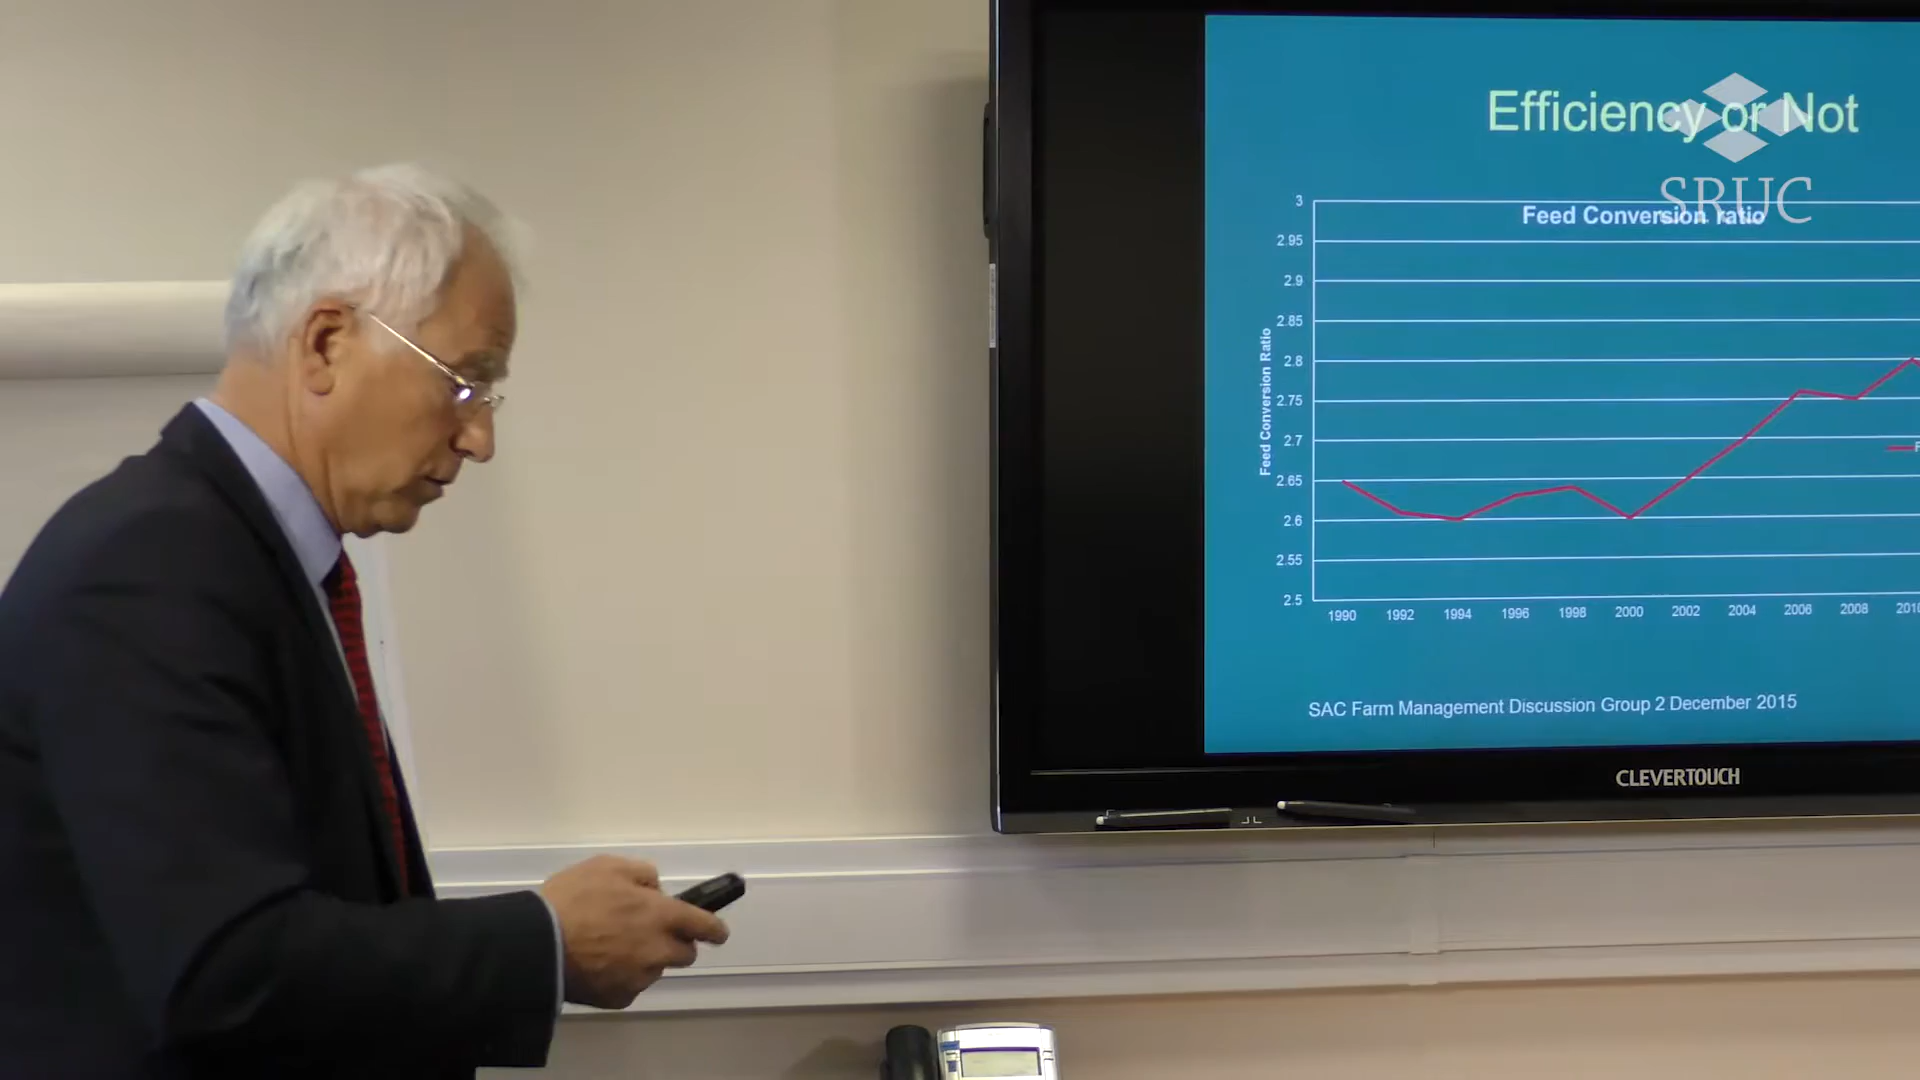 Efficiency or Not
SRUC
Feed Conversion ratio
3
2.95
2.9
2.85
2.8
2.75
2.7
2.65
2.6
2.55
2.5
Feed Conversion Ratio
1990 1992 1994 1996 1998 2000 2002 2004 2006 2008
SAC Farm Management Discussion Group 2 December 2015
CLEVERTOUCH